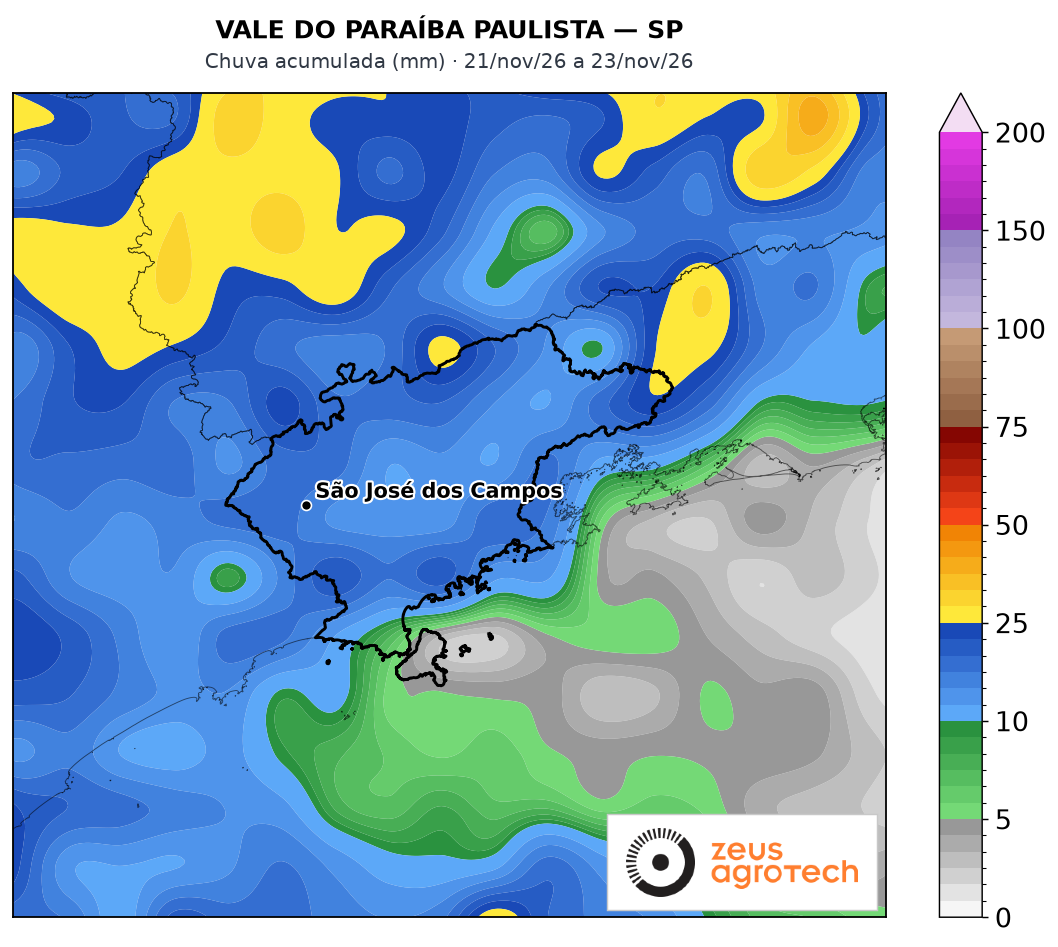 VALE DO PARAÍBA PAULISTA — SP
Chuva acumulada (mm) · 21/nov/26 a 23/nov/26
São José dos Campos
200
150
100
75
50
25
10
5
0
zeus
agroTech